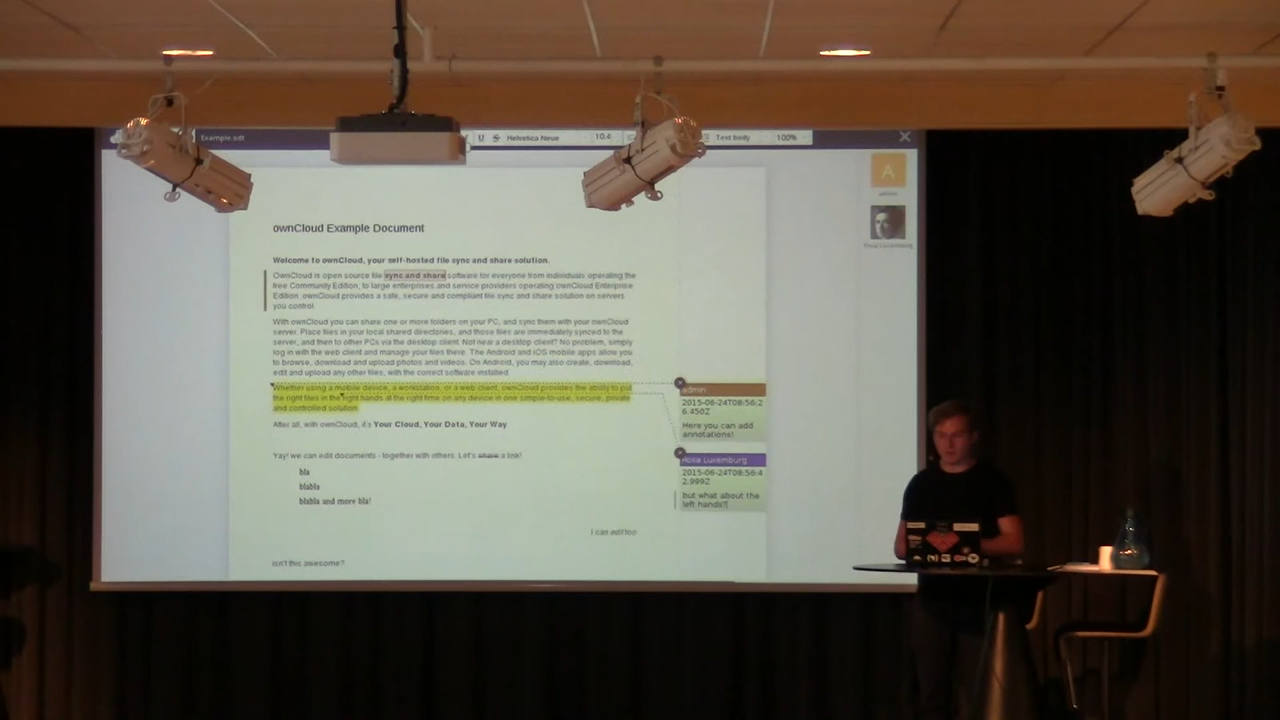 Example.odt
U S Helvetica Neue 10.4 Text body 100%
A
admin
ownCloud Example Document
Welcome to ownCloud, your self-hosted file sync and share solution.
OwnCloud is open source file sync and share software for everyone from individuals operating the
free Community Edition, to large enterprises and service providers operating ownCloud Enterprise
Edition. ownCloud provides a safe, secure and compliant file sync and share solution on servers
you control.
With ownCloud you can share one or more folders on your PC, and sync them with your ownCloud
server. Place files in your local shared directories, and those files are immediately synced to the
server, and then to other PCs via the desktop client. Not near a desktop client? No problem, simply
log in with the web client and manage your files there. The Android and iOS mobile apps allow you
to browse, download and upload photos and videos. On Android, you may also create, download,
edit and upload any other files, with the correct software installed.
Whether using a mobile device, a workstation, or a web client, ownCloud provides the ability to put
the right files in the right hands at the right time on any device in one simple-to-use, secure, private
and controlled solution.
After all, with ownCloud, it's Your Cloud, Your Data, Your Way
Yay! we can edit documents - together with others. Let's share a link!
bla
blabla
blabla and more bla!
I can edit too
isn't this awesome?
admin
2015-06-24T08:56:2
6.450Z
Here you can add
annotations!
Rosa Luxemburg
2015-06-24T08:56:4
2.999Z
but what about the
left hands?